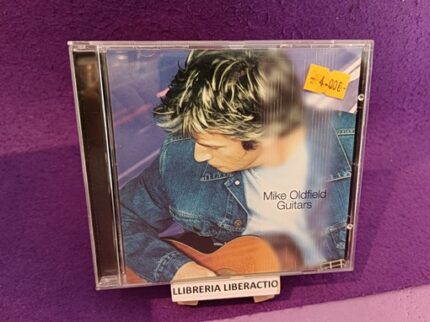 4.00€
Mike Oldfield
Guitars
LLIBRERIA LIBERACTIO